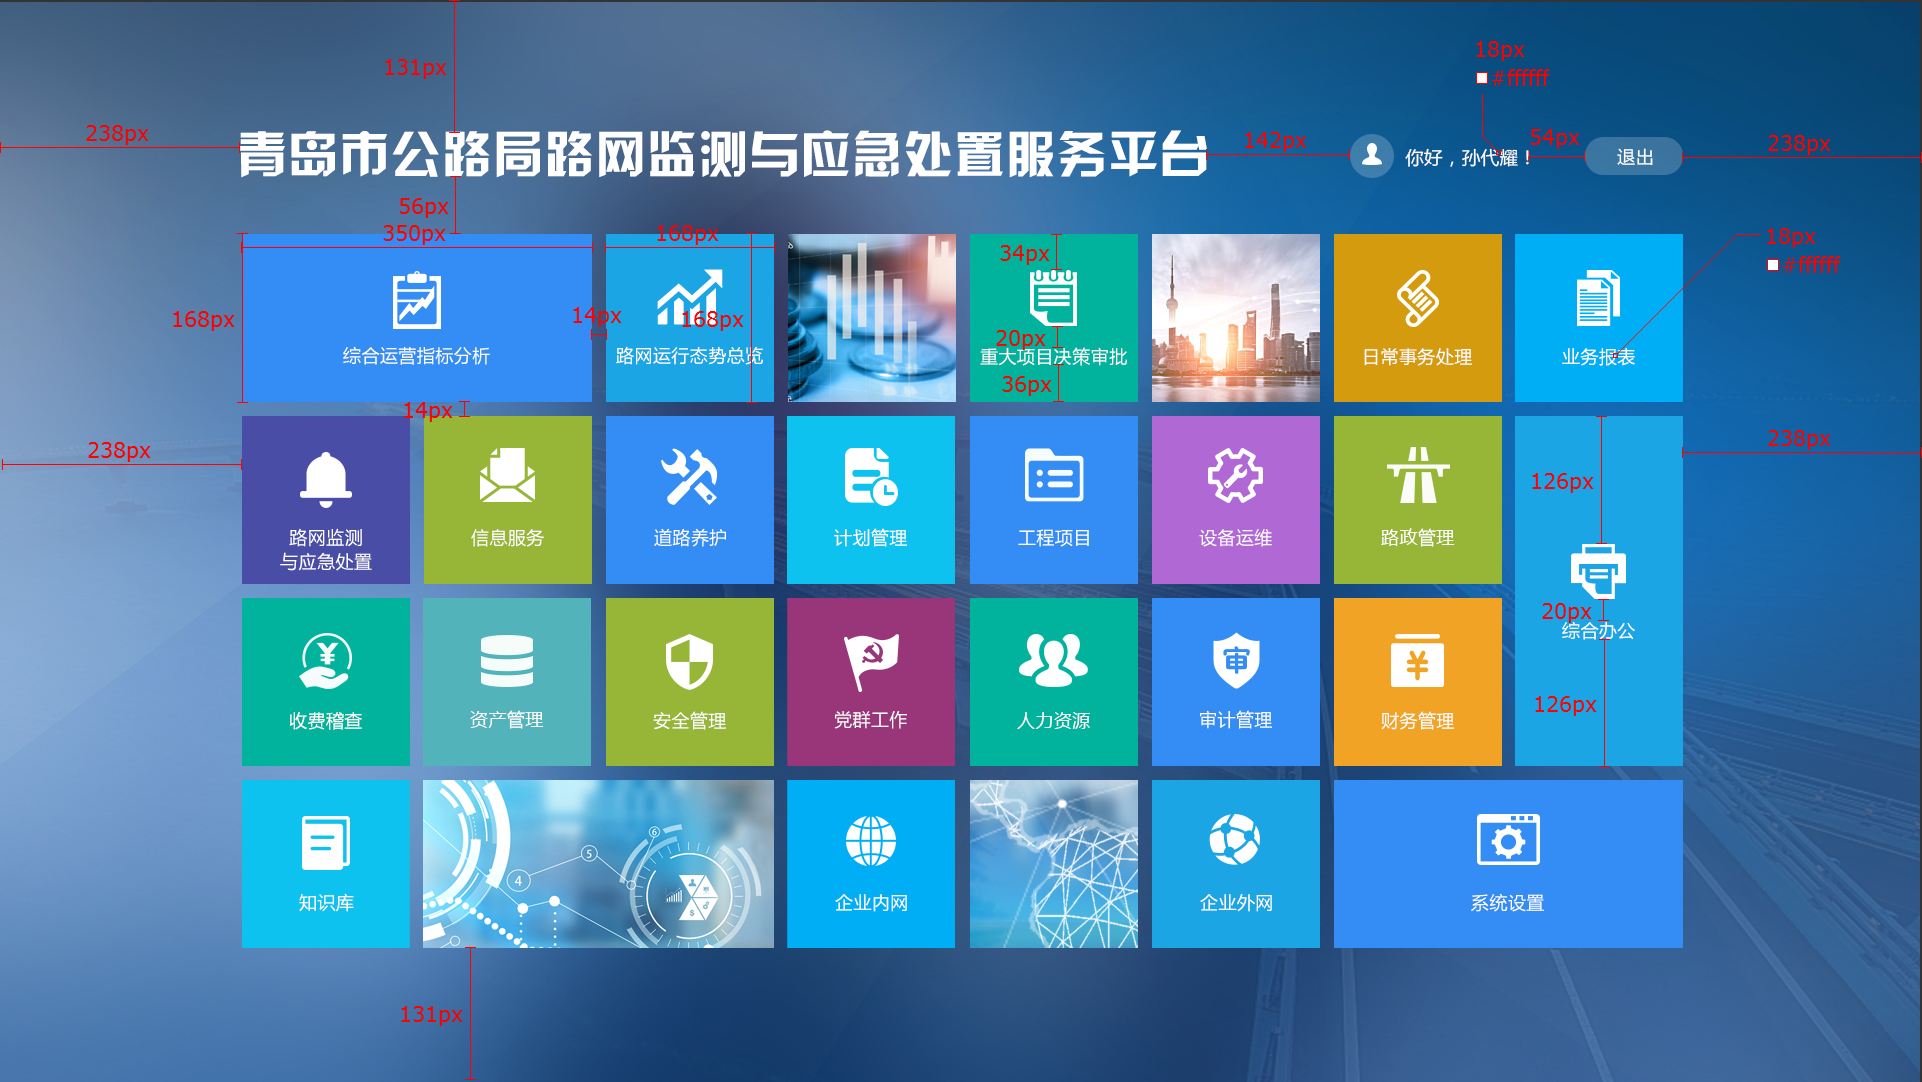 131px
18px
#ffffff
238px
青岛市公路局路网监测与应急处置服务平台
142px
你好，孙代耀！
54px
退出
238px
56px
350px
168px
168px
综合运营指标分析
14px
168px
路网运行态势总览
34px
20px
重大项目决策审批
36px
日常事务处理
业务报表
18px
#ffffff
14px
238px
路网监测
与应急处置
信息服务
道路养护
计划管理
工程项目
设备运维
路政管理
126px
20px
综合办公
126px
238px
收费稽查
资产管理
安全管理
党群工作
人力资源
审
审计管理
财务管理
知识库
4
5
6
企业内网
企业外网
系统设置
131px